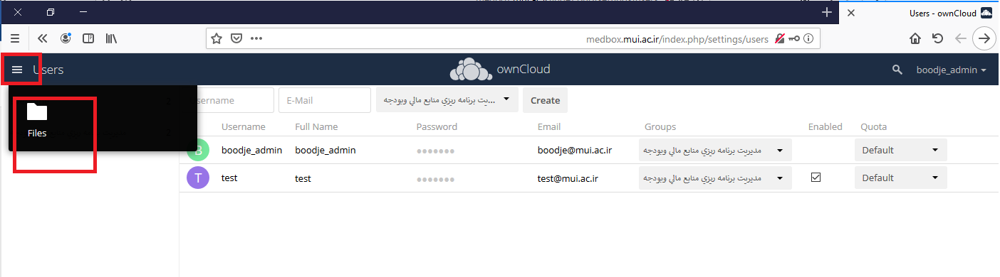 Users - ownCloud
medbox.mui.ac.ir/index.php/settings/users
Users
ownCloud
boodje_admin
sername
E-Mail
...مديريت برنامه ريزي منابع مالي وبودجه
Create
Files
Username Full Name Password Email Groups Enabled Quota
B boodje_admin boodje_admin ●●●●●●● boodje@mui.ac.ir مديريت برنامه ريزي منابع مالي وبودجه Default
T test test ●●●●●●● test@mui.ac.ir مديريت برنامه ريزي منابع مالي وبودجه Default